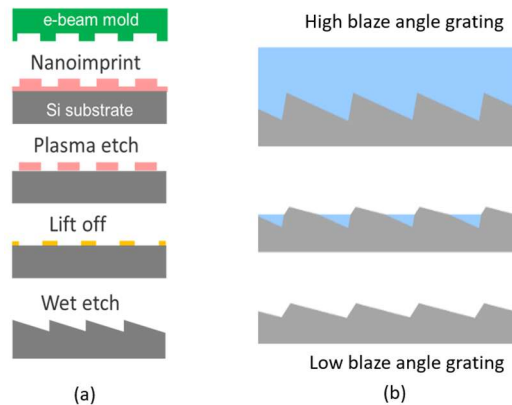 e-beam mold
Nanoimprint
Si substrate
Plasma etch
Lift off
Wet etch
(a)
High blaze angle grating
Low blaze angle grating
(b)